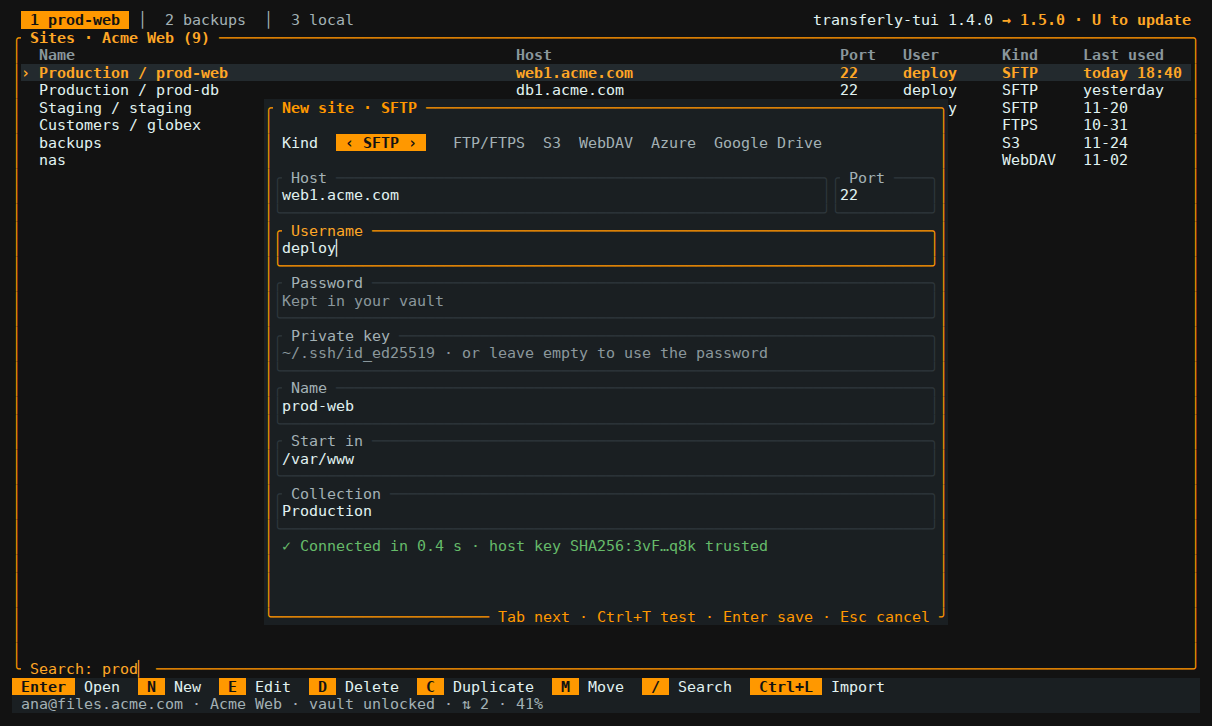 1 prod-web │ 2 backups │ 3 local transferly-tui 1.4.0 → 1.5.0 · U to update
Sites · Acme Web (9)
Name Host Port User Kind Last used
› Production / prod-web web1.acme.com 22 deploy SFTP today 18:40
Production / prod-db db1.acme.com 22 deploy SFTP yesterday
Staging / staging y SFTP 11-20
Customers / globex FTPS 10-31
backups S3 11-24
nas WebDAV 11-02
New site · SFTP
Kind ‹ SFTP › FTP/FTPS S3 WebDAV Azure Google Drive
Host Port
web1.acme.com 22
Username
deploy
Password
Kept in your vault
Private key
~/.ssh/id_ed25519 · or leave empty to use the password
Name
prod-web
Start in
/var/www
Collection
Production
✓ Connected in 0.4 s · host key SHA256:3vF…q8k trusted
Tab next · Ctrl+T test · Enter save · Esc cancel
Search: prod
Enter Open N New E Edit D Delete C Duplicate M Move / Search Ctrl+L Import
ana@files.acme.com · Acme Web · vault unlocked · ⇅ 2 · 41%